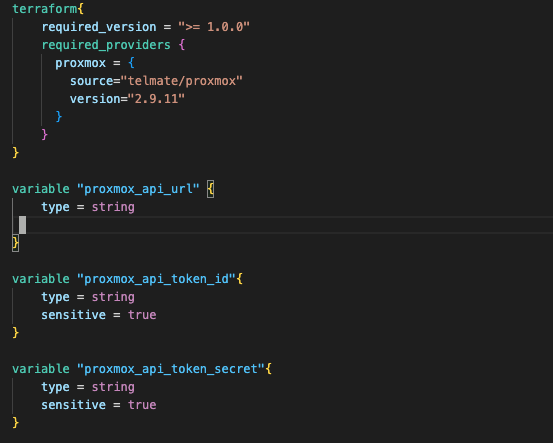 terraform{
    required_version = ">= 1.0.0"
    required_providers {
      proxmox = {
        source="telmate/proxmox"
        version="2.9.11"
      }
    }
}
variable "proxmox_api_url" {
    type = string
}
variable "proxmox_api_token_id"{
    type = string
    sensitive = true
}
variable "proxmox_api_token_secret"{
    type = string
    sensitive = true
}